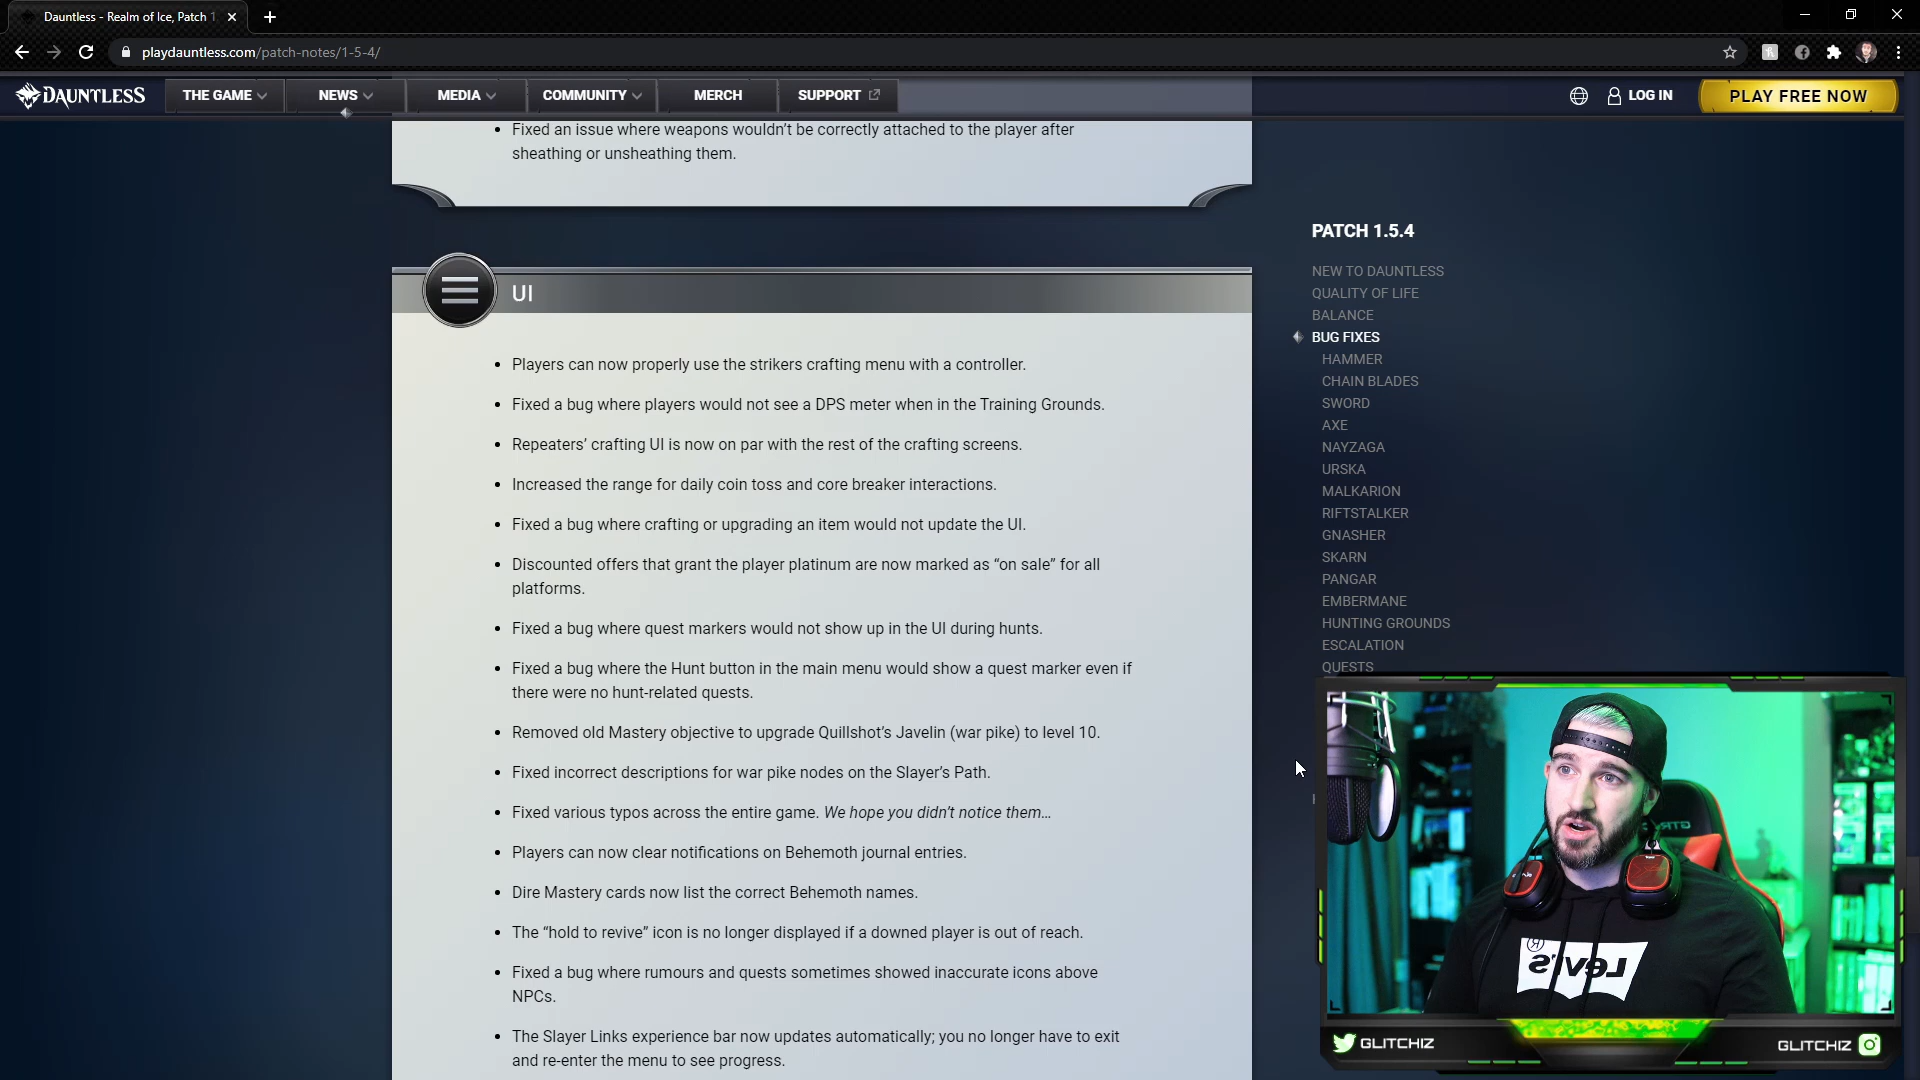 Dauntless - Realm of Ice, Patch 1
playdauntless.com/patch-notes/1-5-4/
DAUNTLESS
THE GAME
NEWS
MEDIA
COMMUNITY
MERCH
SUPPORT
LOG IN
PLAY FREE NOW
• Fixed an issue where weapons wouldn’t be correctly attached to the player after
sheathing or unsheathing them.
UI
• Players can now properly use the strikers crafting menu with a controller.
• Fixed a bug where players would not see a DPS meter when in the Training Grounds.
• Repeaters’ crafting UI is now on par with the rest of the crafting screens.
• Increased the range for daily coin toss and core breaker interactions.
• Fixed a bug where crafting or upgrading an item would not update the UI.
• Discounted offers that grant the player platinum are now marked as “on sale” for all
platforms.
• Fixed a bug where quest markers would not show up in the UI during hunts.
• Fixed a bug where the Hunt button in the main menu would show a quest marker even if
there were no hunt-related quests.
• Removed old Mastery objective to upgrade Quillshot’s Javelin (war pike) to level 10.
• Fixed incorrect descriptions for war pike nodes on the Slayer’s Path.
• Fixed various typos across the entire game. We hope you didn’t notice them...
• Players can now clear notifications on Behemoth journal entries.
• Dire Mastery cards now list the correct Behemoth names.
• The “hold to revive” icon is no longer displayed if a downed player is out of reach.
• Fixed a bug where rumours and quests sometimes showed inaccurate icons above
NPCs.
• The Slayer Links experience bar now updates automatically; you no longer have to exit
and re-enter the menu to see progress.
PATCH 1.5.4
NEW TO DAUNTLESS
QUALITY OF LIFE
BALANCE
BUG FIXES
HAMMER
CHAIN BLADES
SWORD
AXE
NAYZAGA
URSKA
MALKARION
RIFTSTALKER
GNASHER
SKARN
PANGAR
EMBERMANE
HUNTING GROUNDS
ESCALATION
QUESTS
Levi's
GLITCHIZ
GLITCHIZ